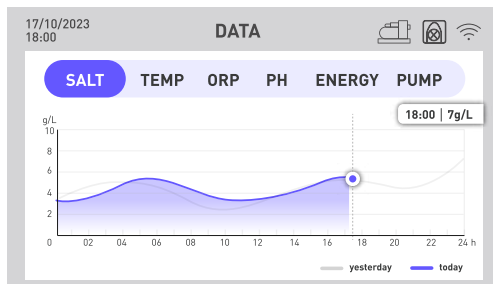 17/10/2023
18:00
DATA
SALT TEMP ORP PH ENERGY PUMP
18:00 | 7g/L
g/L
10
8
6
4
2
0 02 04 06 08 10 12 14 16 18 20 22 24 h
yesterday today